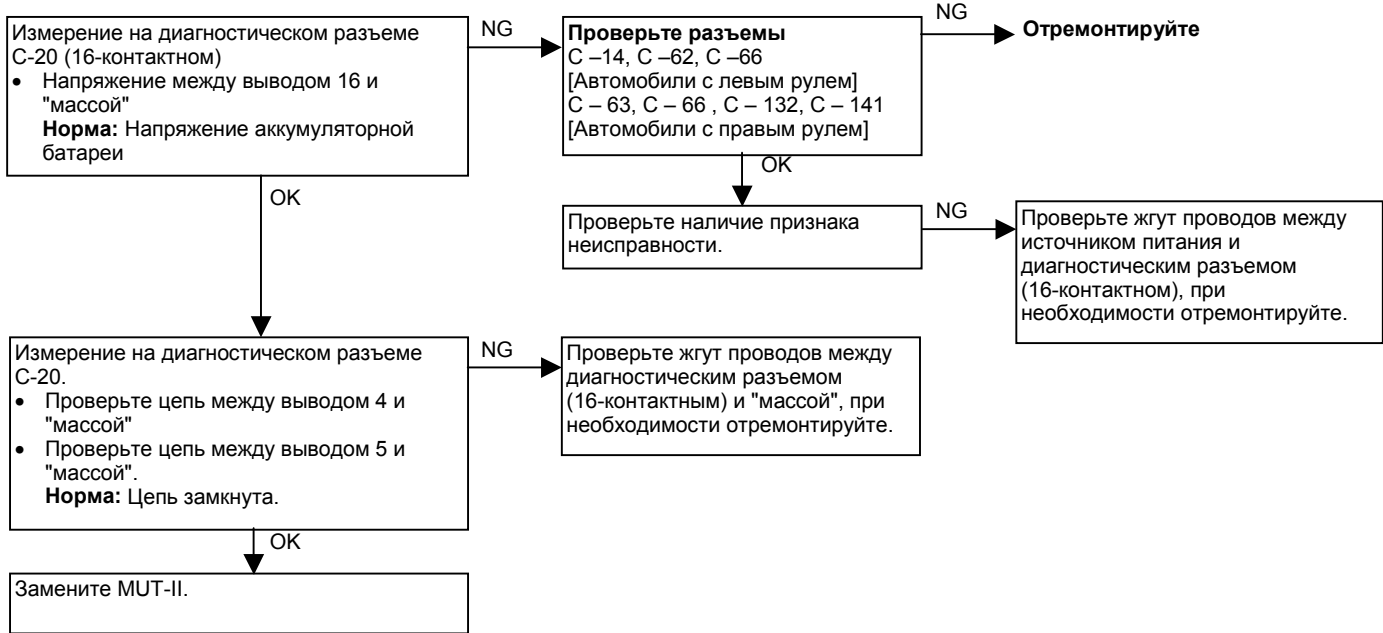 Измерение на диагностическом разъеме
С-20 (16-контактном)
• Напряжение между выводом 16 и
"массой"
Норма: Напряжение аккумуляторной
батареи
NG
Проверьте разъемы
С –14, С –62, С –66
[Автомобили с левым рулем]
С – 63, С – 66 , С – 132, С – 141
[Автомобили с правым рулем]
NG
Отремонтируйте
OK
OK
Проверьте наличие признака
неисправности.
NG
Проверьте жгут проводов между
источником питания и
диагностическим разъемом
(16-контактном), при
необходимости отремонтируйте.
Измерение на диагностическом разъеме
С-20.
• Проверьте цепь между выводом 4 и
"массой"
• Проверьте цепь между выводом 5 и
"массой".
Норма: Цепь замкнута.
NG
Проверьте жгут проводов между
диагностическим разъемом
(16-контактным) и "массой", при
необходимости отремонтируйте.
OK
Замените MUT-II.